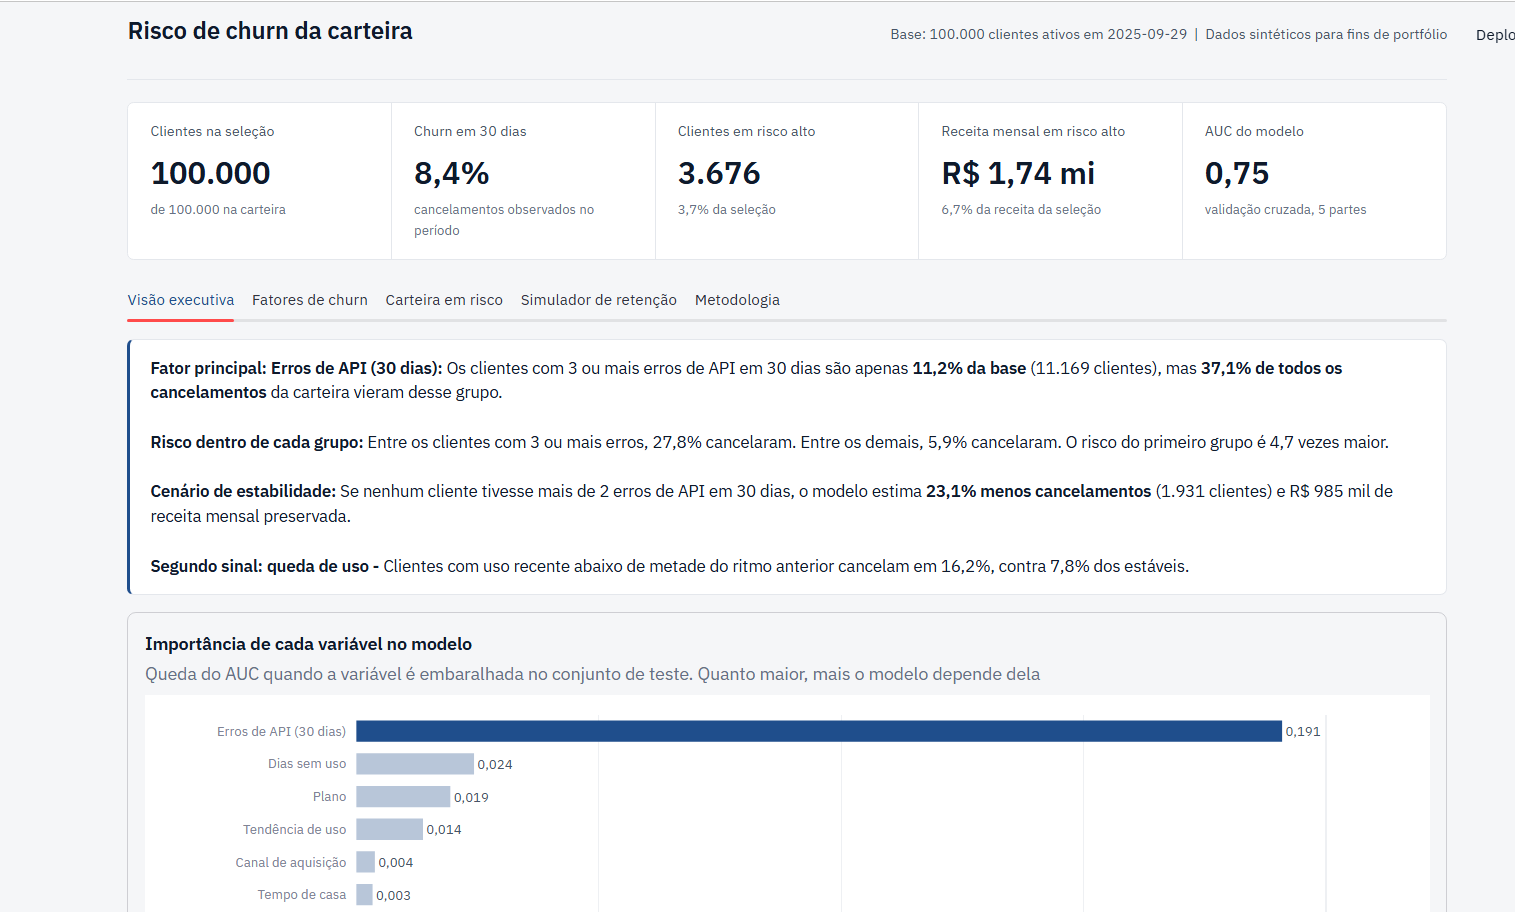 Risco de churn da carteira
Base: 100.000 clientes ativos em 2025-09-29 | Dados sintéticos para fins de portfólio
Deplo
Clientes na seleção
100.000
de 100.000 na carteira
Churn em 30 dias
8,4%
cancelamentos observados no
período
Clientes em risco alto
3.676
3,7% da seleção
Receita mensal em risco alto
R$ 1,74 mi
6,7% da receita da seleção
AUC do modelo
0,75
validação cruzada, 5 partes
Visão executiva Fatores de churn Carteira em risco Simulador de retenção Metodologia
Fator principal: Erros de API (30 dias): Os clientes com 3 ou mais erros de API em 30 dias são apenas 11,2% da base (11.169 clientes), mas 37,1% de todos os
cancelamentos da carteira vieram desse grupo.
Risco dentro de cada grupo: Entre os clientes com 3 ou mais erros, 27,8% cancelaram. Entre os demais, 5,9% cancelaram. O risco do primeiro grupo é 4,7 vezes maior.
Cenário de estabilidade: Se nenhum cliente tivesse mais de 2 erros de API em 30 dias, o modelo estima 23,1% menos cancelamentos (1.931 clientes) e R$ 985 mil de
receita mensal preservada.
Segundo sinal: queda de uso - Clientes com uso recente abaixo de metade do ritmo anterior cancelam em 16,2%, contra 7,8% dos estáveis.
Importância de cada variável no modelo
Queda do AUC quando a variável é embaralhada no conjunto de teste. Quanto maior, mais o modelo depende dela
Erros de API (30 dias) 0,191
Dias sem uso 0,024
Plano 0,019
Tendência de uso 0,014
Canal de aquisição 0,004
Tempo de casa 0,003